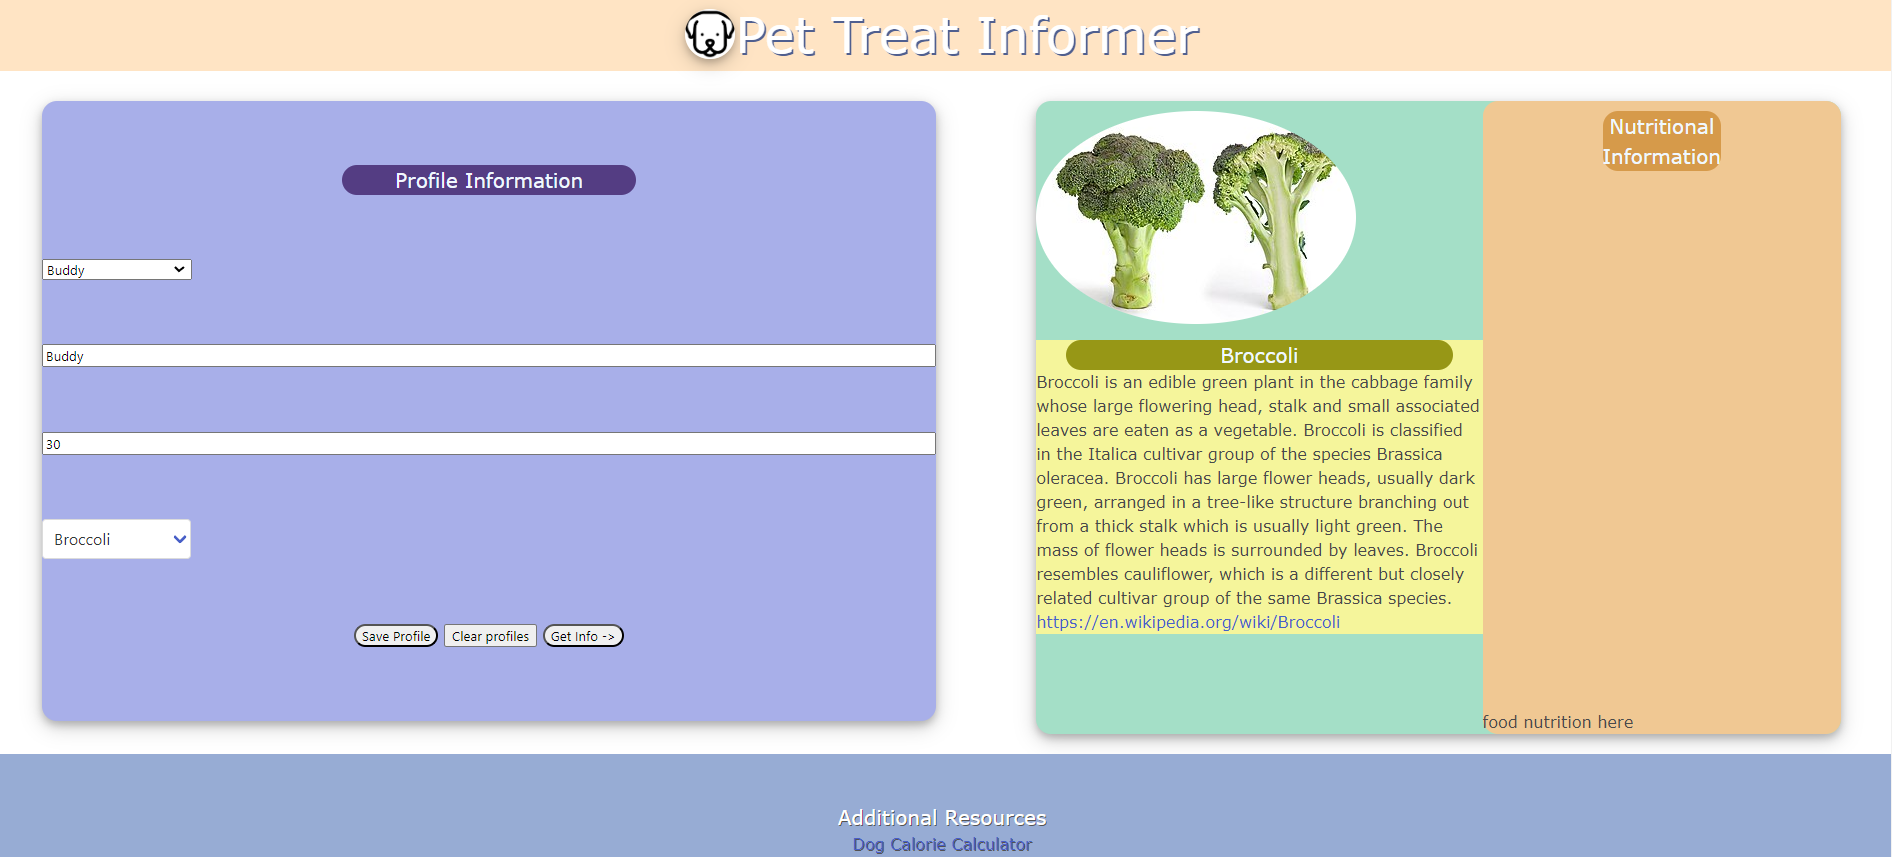 Pet Treat Informer
Profile Information
Buddy
Buddy
30
Broccoli
Save Profile
Clear profiles
Get Info ->
Broccoli
Broccoli is an edible green plant in the cabbage family
whose large flowering head, stalk and small associated
leaves are eaten as a vegetable. Broccoli is classified
in the Italica cultivar group of the species Brassica
oleracea. Broccoli has large flower heads, usually dark
green, arranged in a tree-like structure branching out
from a thick stalk which is usually light green. The
mass of flower heads is surrounded by leaves. Broccoli
resembles cauliflower, which is a different but closely
related cultivar group of the same Brassica species.
https://en.wikipedia.org/wiki/Broccoli
Nutritional
Information
food nutrition here
Additional Resources
Dog Calorie Calculator